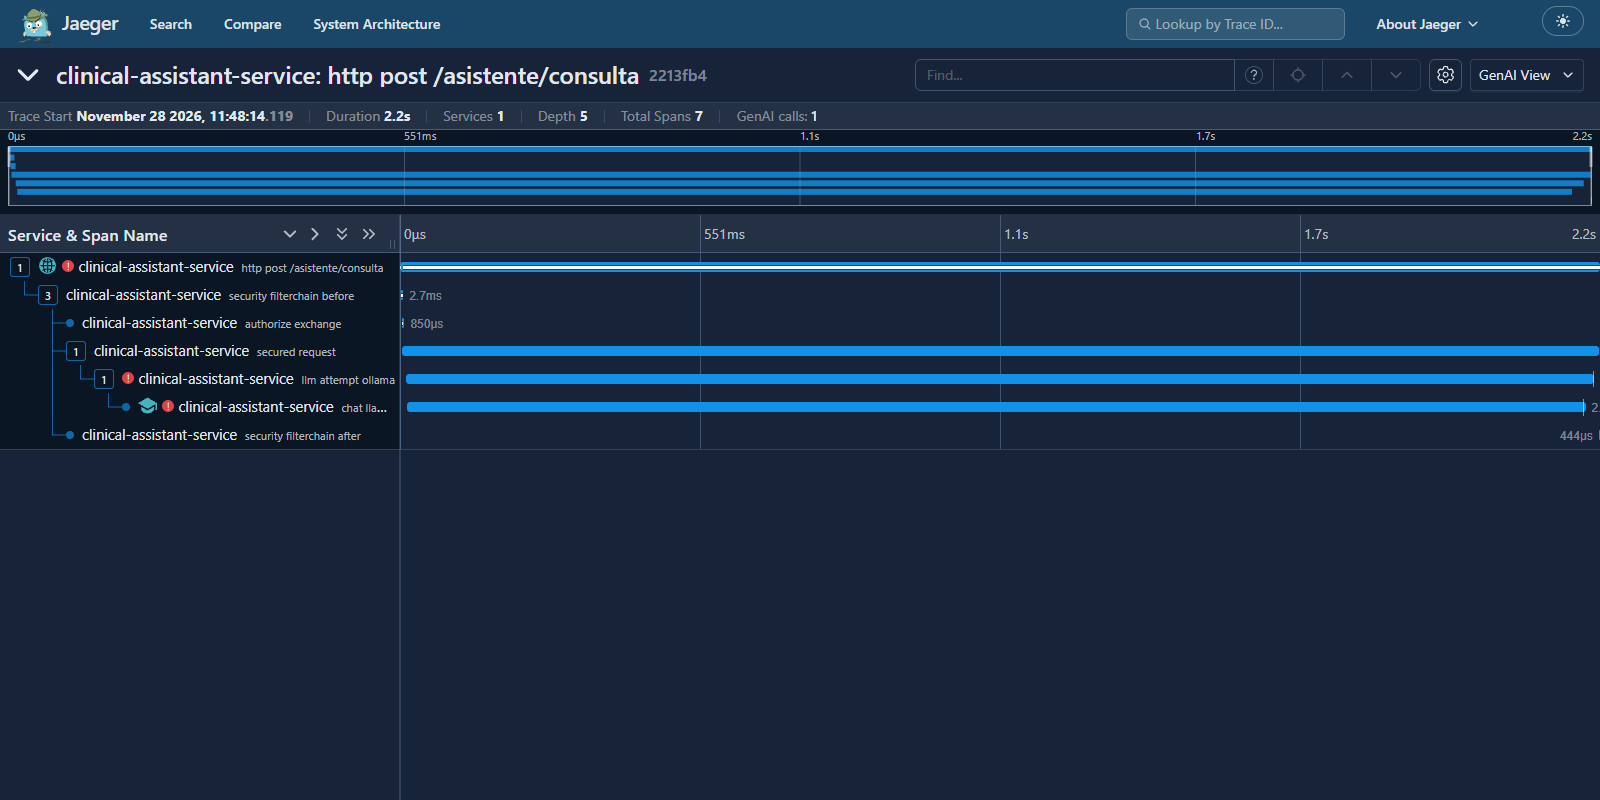 Jaeger Search Compare System Architecture Lookup by Trace ID... About Jaeger
clinical-assistant-service: http post /asistente/consulta 2213fb4 Find... ? GenAI View
Trace Start November 28 2026, 11:48:14.119 Duration 2.2s Services 1 Depth 5 Total Spans 7 GenAI calls: 1
0μs 551ms 1.1s 1.7s 2.2s
Service & Span Name 0μs 551ms 1.1s 1.7s 2.2s
1 clinical-assistant-service http post /asistente/consulta
3 clinical-assistant-service security filterchain before 2.7ms
clinical-assistant-service authorize exchange 850μs
1 clinical-assistant-service secured request
1 clinical-assistant-service llm attempt ollama
clinical-assistant-service chat lla... 2.
clinical-assistant-service security filterchain after 444μs